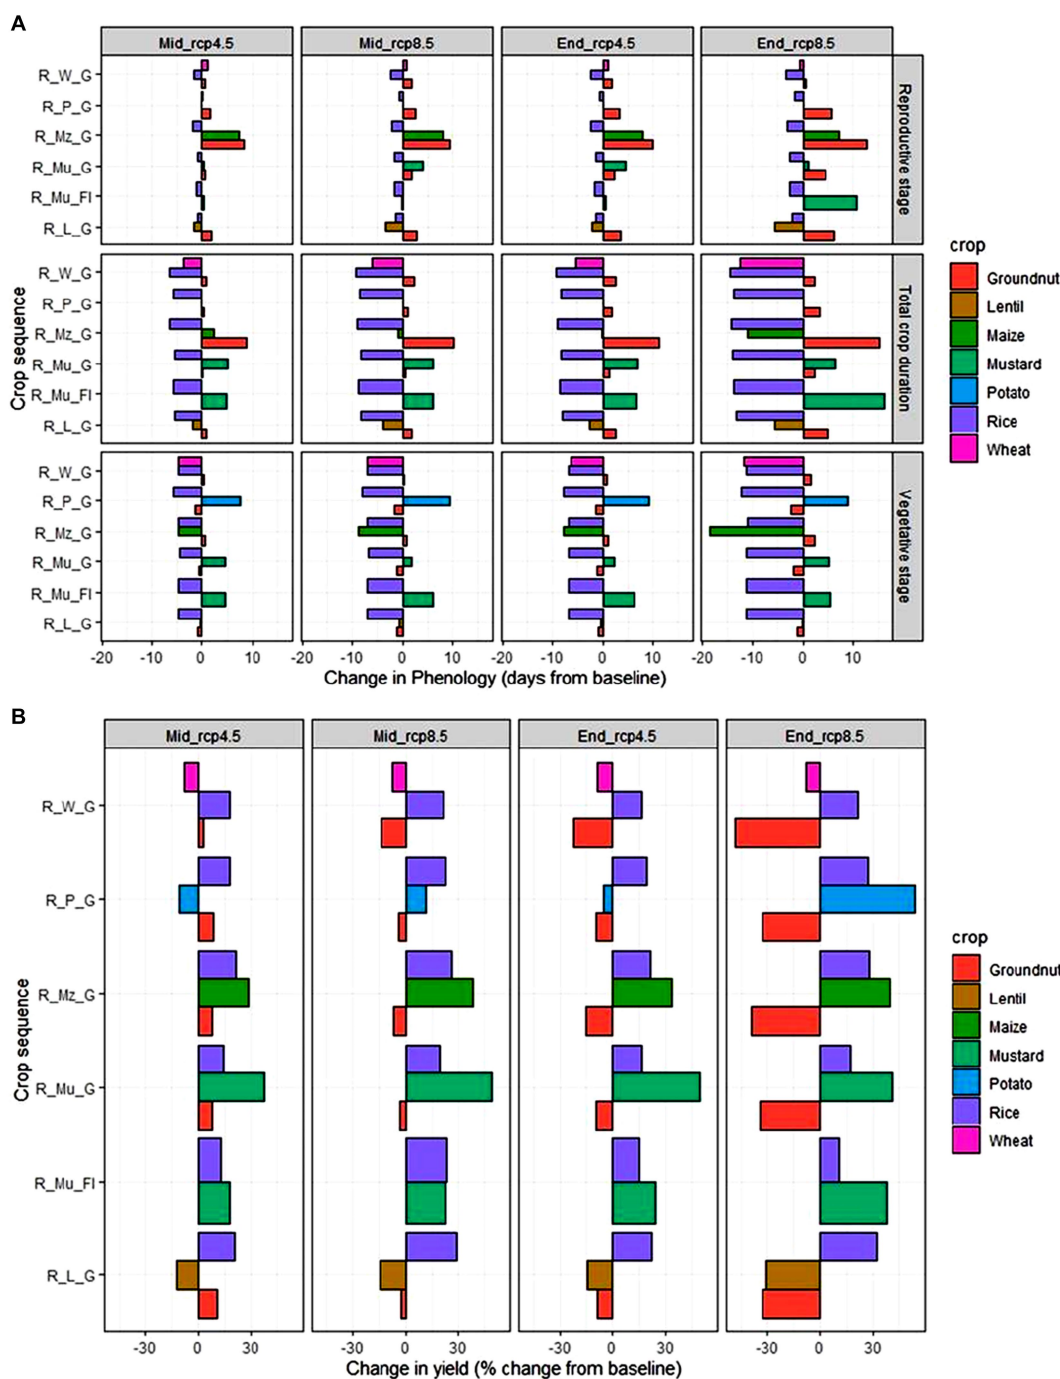 A
Mid_rcp4.5 Mid_rcp8.5 End_rcp4.5 End_rcp8.5
R_W_G
R_P_G
R_Mz_G
R_Mu_G
R_Mu_Fl
R_L_G
Reproductive stage
R_W_G
R_P_G
R_Mz_G
R_Mu_G
R_Mu_Fl
R_L_G
Total crop duration
R_W_G
R_P_G
R_Mz_G
R_Mu_G
R_Mu_Fl
R_L_G
Vegetative stage
Crop sequence
-20 -10 0 10 -20 -10 0 10 -20 -10 0 10 -20 -10 0 10
Change in Phenology (days from baseline)
crop
Groundnut
Lentil
Maize
Mustard
Potato
Rice
Wheat
B
Mid_rcp4.5 Mid_rcp8.5 End_rcp4.5 End_rcp8.5
R_W_G
R_P_G
R_Mz_G
R_Mu_G
R_Mu_Fl
R_L_G
Crop sequence
-30 0 30 -30 0 30 -30 0 30 -30 0 30
Change in yield (% change from baseline)
crop
Groundnut
Lentil
Maize
Mustard
Potato
Rice
Wheat